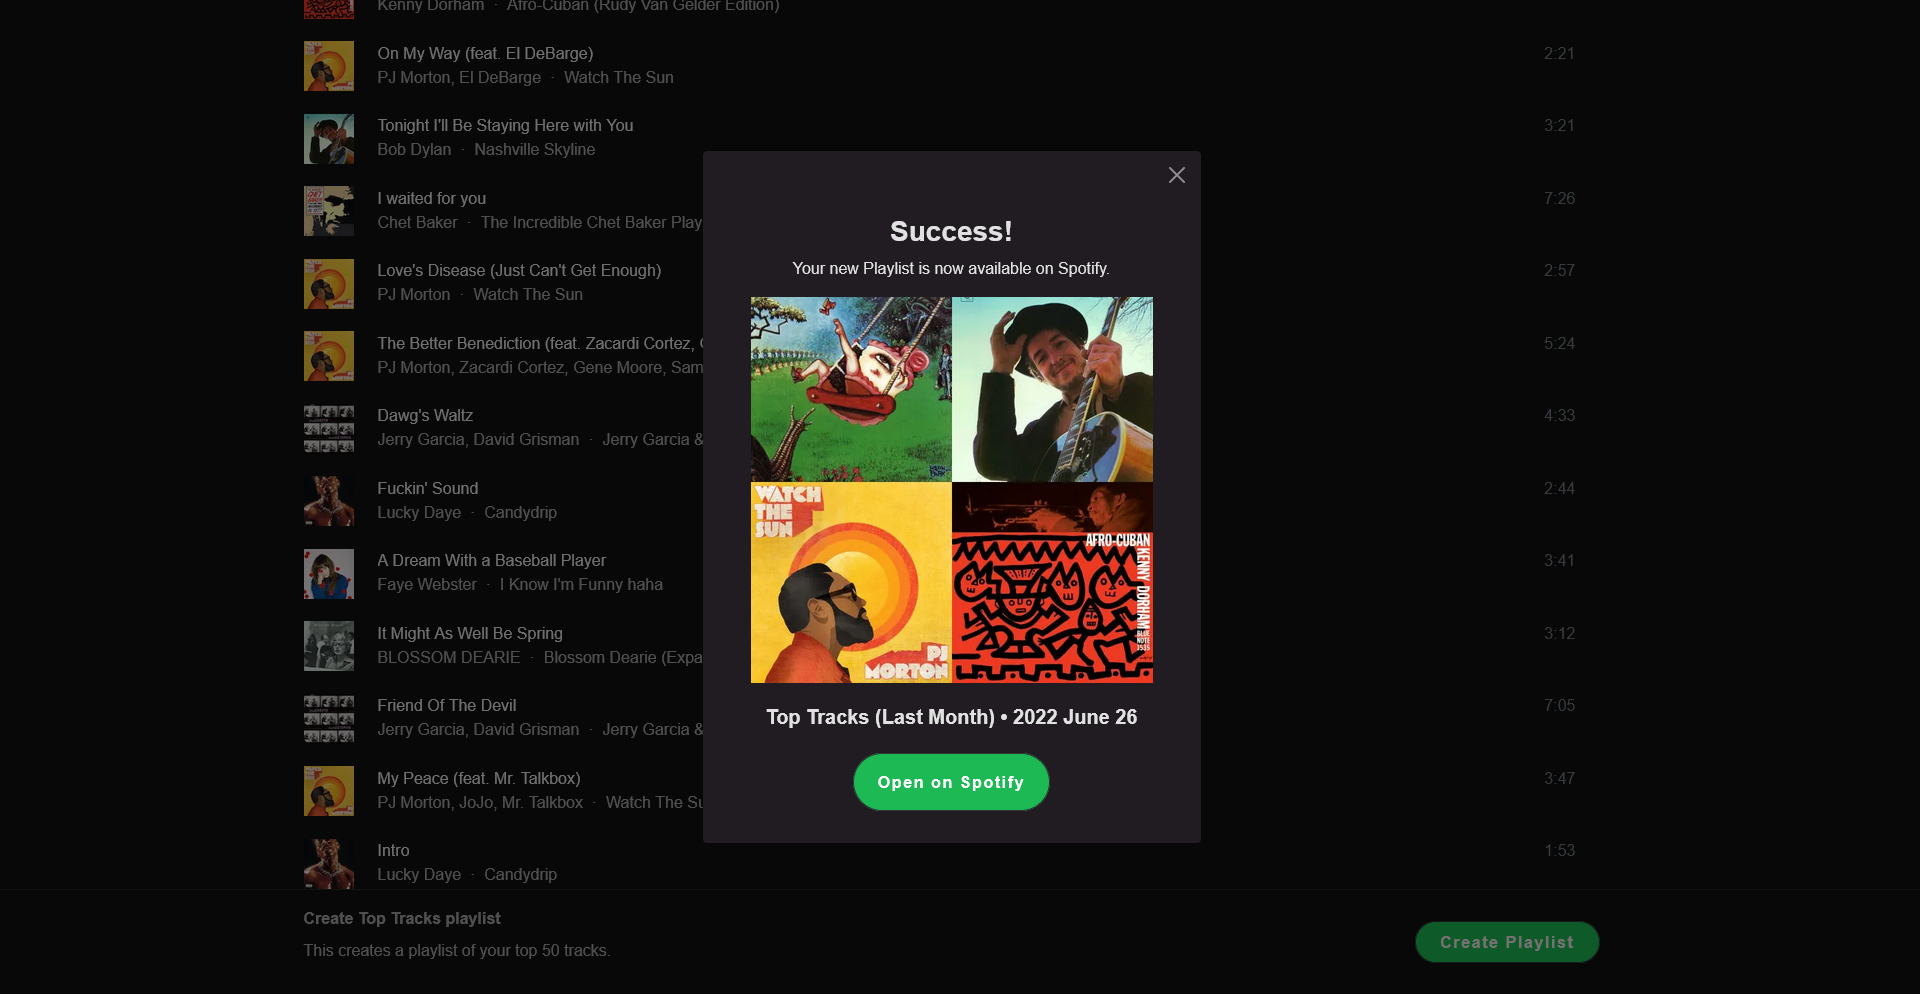 Kenny Dorham · Afro-Cuban (Rudy Van Gelder Edition)
On My Way (feat. El DeBarge)
2:21
PJ Morton, El DeBarge · Watch The Sun
Tonight I'll Be Staying Here with You
3:21
Bob Dylan · Nashville Skyline
I waited for you
7:26
Chet Baker · The Incredible Chet Baker Play
Love's Disease (Just Can't Get Enough)
2:57
PJ Morton · Watch The Sun
The Better Benediction (feat. Zacardi Cortez,
5:24
PJ Morton, Zacardi Cortez, Gene Moore, Sam
Dawg's Waltz
4:33
Jerry Garcia, David Grisman · Jerry Garcia &
Fuckin' Sound
2:44
Lucky Daye · Candydrip
A Dream With a Baseball Player
3:41
Faye Webster · I Know I'm Funny haha
It Might As Well Be Spring
3:12
BLOSSOM DEARIE · Blossom Dearie (Expa
Friend Of The Devil
7:05
Jerry Garcia, David Grisman · Jerry Garcia &
My Peace (feat. Mr. Talkbox)
3:47
PJ Morton, JoJo, Mr. Talkbox · Watch The Su
Intro
1:53
Lucky Daye · Candydrip
Success!
Your new Playlist is now available on Spotify.
WATCH
THE
SUN
PJ
MORTON
AFRO-CUBAN
KENNY DORHAM
BLUE
NOTE
1535
Top Tracks (Last Month) • 2022 June 26
Open on Spotify
Create Top Tracks playlist
This creates a playlist of your top 50 tracks.
Create Playlist